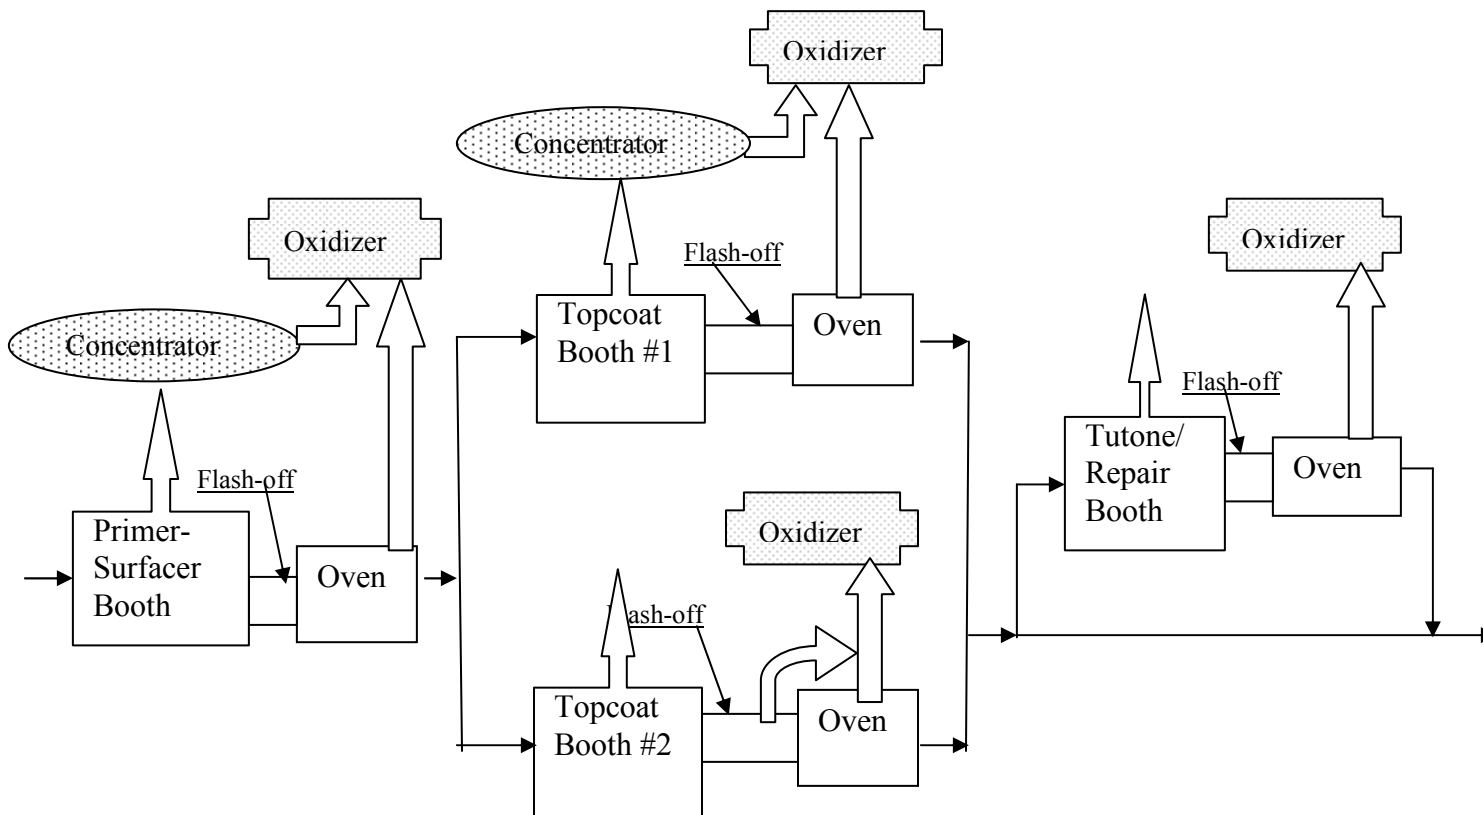 Oxidizer
Concentrator
Oxidizer
Flash-off
Topcoat
Booth #1
Oven
Oxidizer
Concentrator
Flash-off
Primer-
Surfacer
Booth
Oven
Oxidizer
Flash-off
Tutone/
Repair
Booth
Oven
Oxidizer
ash-off
Topcoat
Booth #2
Oven